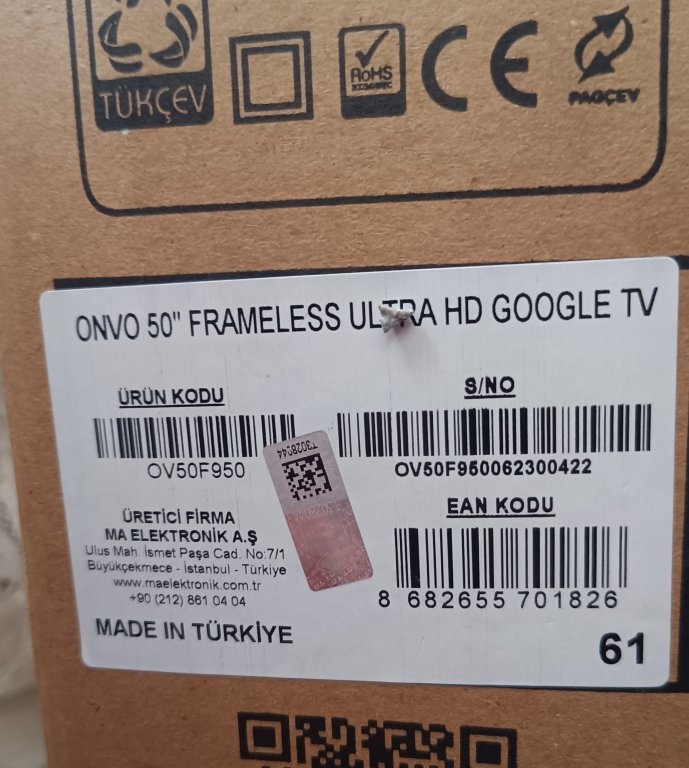 TÜKÇEV
RoHS
CE
PAGÇEV
ONVO 50" FRAMELESS ULTRA HD GOOGLE TV
ÜRÜN KODU
OV50F950
S/NO
OV50F950062300422
T3028044
EAN KODU
8 682655 701826
ÜRETİCİ FİRMA
MA ELEKTRONİK A.Ş
Ulus Mah. İsmet Paşa Cad. No:7/1
Büyükçekmece - İstanbul - Türkiye
www.maelektronik.com.tr
+90 (212) 861 04 04
MADE IN TÜRKİYE
61